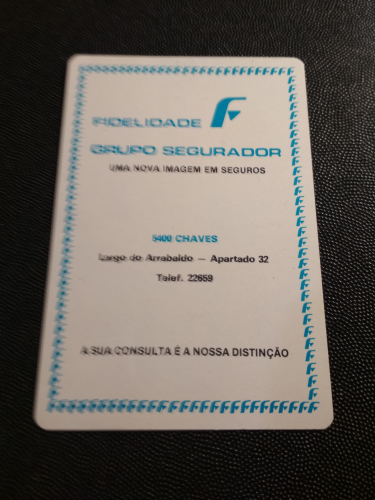 FIDELIDADE F
GRUPO SEGURADOR
UMA NOVA IMAGEM EM SEGUROS
5400 CHAVES
Largo do Arrabaldo — Apartado 32
Telef. 22659
A SUA CONSULTA É A NOSSA DISTINÇÃO